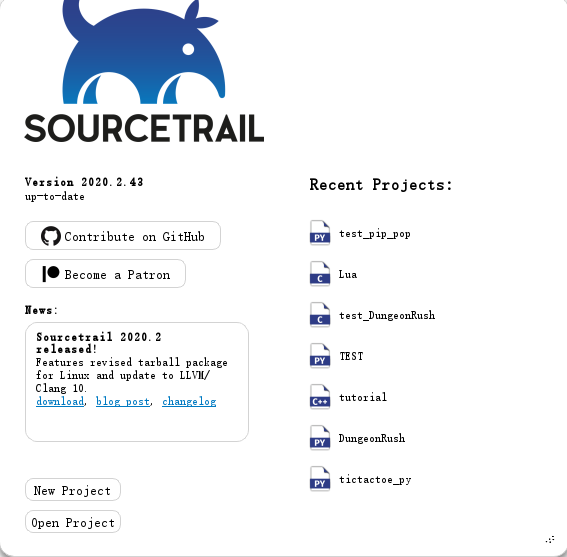 SOURCETRAIL
Version 2020.2.43
up-to-date
Contribute on GitHub
Become a Patron
News:
Sourcetrail 2020.2
released!
Features revised tarball package
for Linux and update to LLVM/
Clang 10.
download, blog post, changelog
New Project
Open Project
Recent Projects:
PY test_pip_pop
C Lua
C test_DungeonRush
PY TEST
C++ tutorial
PY DungeonRush
PY tictactoe_py